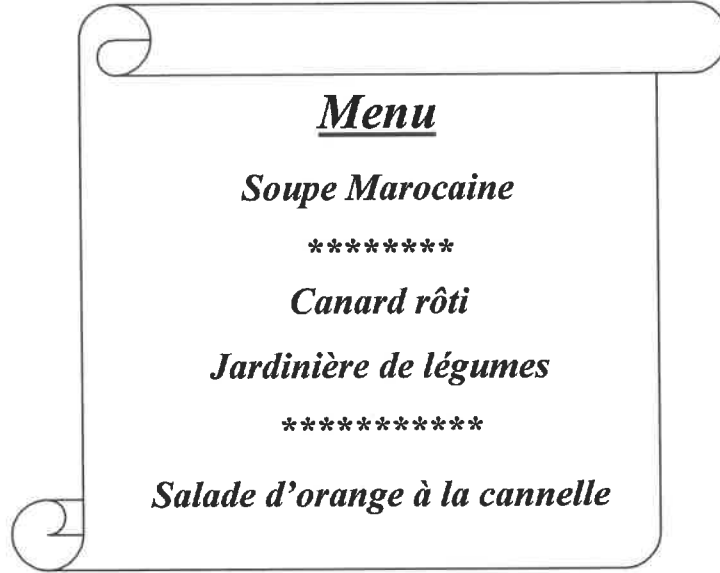 Menu
Soupe Marocaine
********
Canard rôti
Jardinière de légumes
***********
Salade d’orange à la cannelle